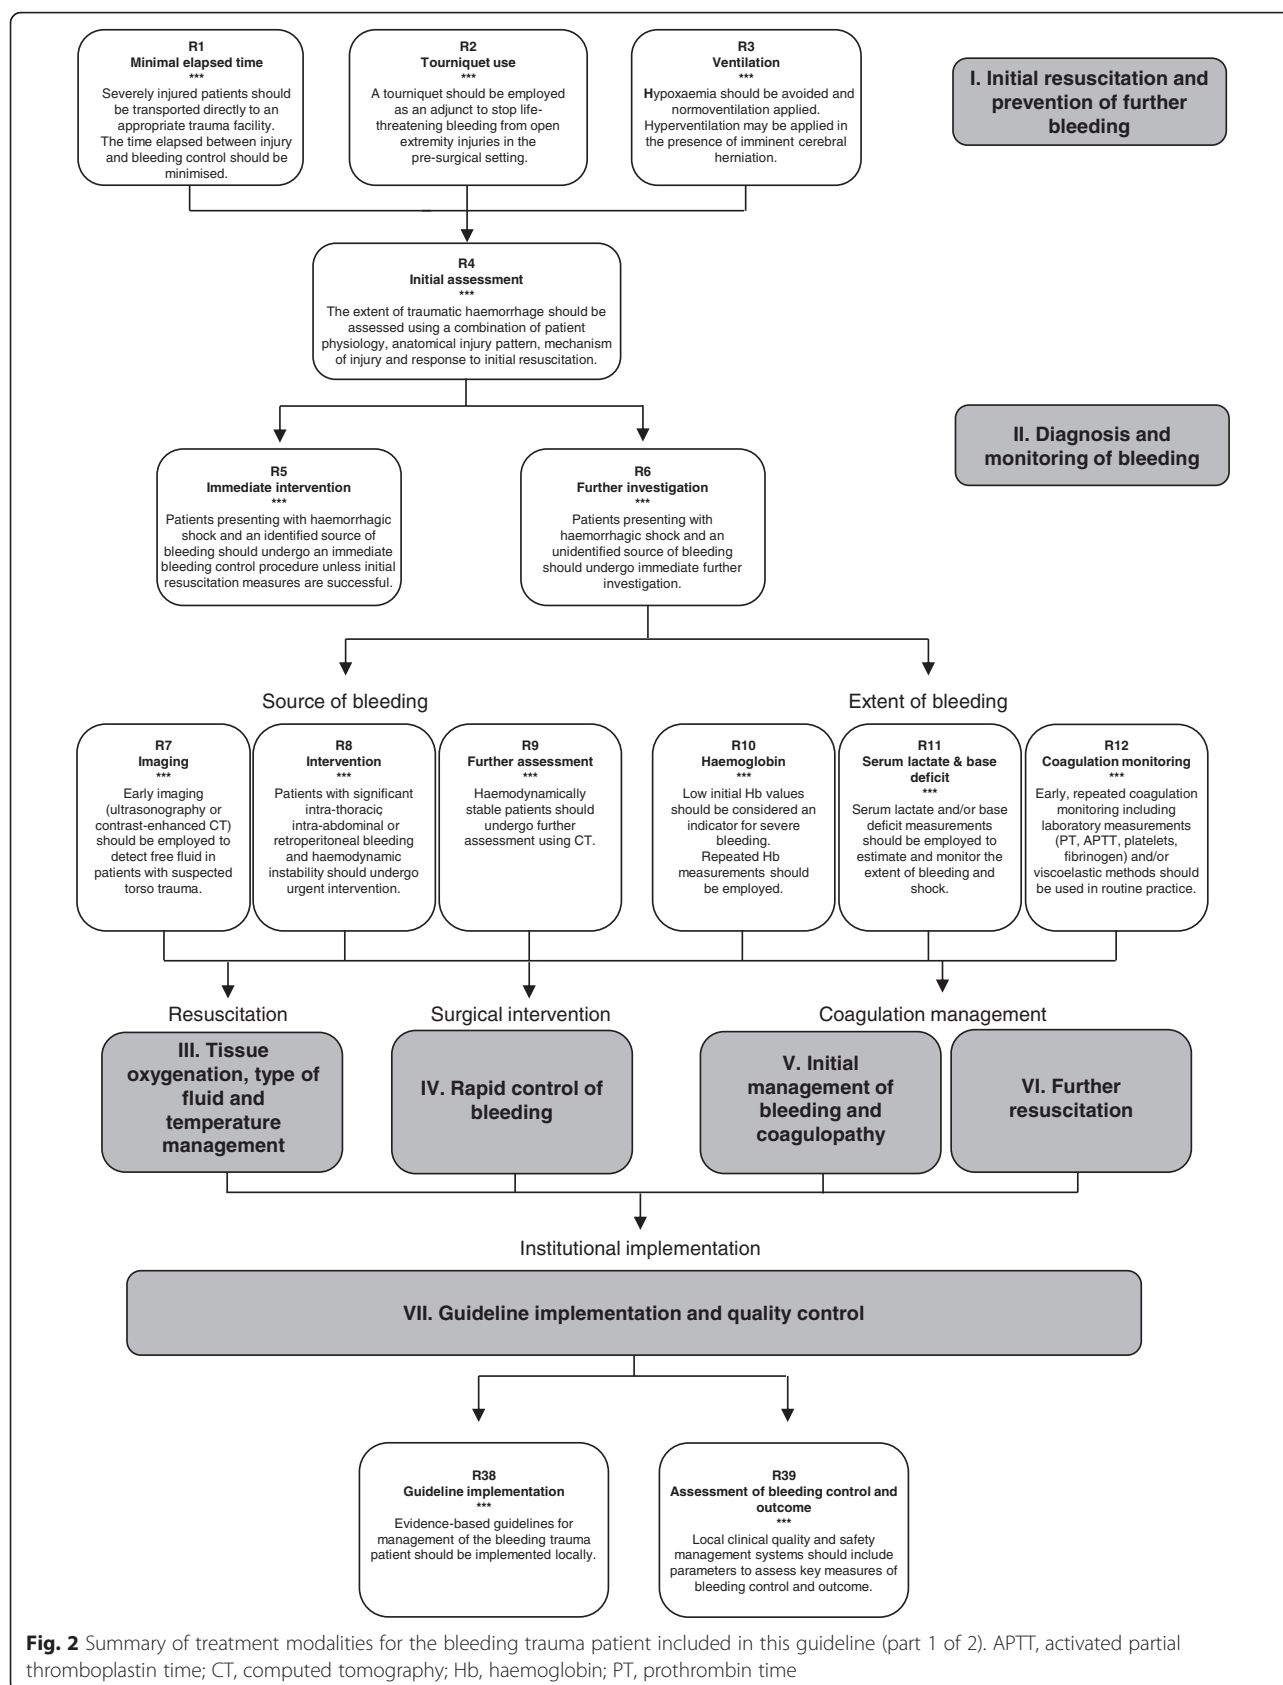 R1
Minimal elapsed time
***
Severely injured patients should
be transported directly to an
appropriate trauma facility.
The time elapsed between injury
and bleeding control should be
minimised.
R2
Tourniquet use
***
A tourniquet should be employed
as an adjunct to stop life-
threatening bleeding from open
extremity injuries in the
pre-surgical setting.
R3
Ventilation
***
Hypoxaemia should be avoided and
normoventilation applied.
Hyperventilation may be applied in
the presence of imminent cerebral
herniation.
I. Initial resuscitation and
prevention of further
bleeding
R4
Initial assessment
***
The extent of traumatic haemorrhage should be
assessed using a combination of patient
physiology, anatomical injury pattern, mechanism
of injury and response to initial resuscitation.
II. Diagnosis and
monitoring of bleeding
R5
Immediate intervention
***
Patients presenting with haemorrhagic
shock and an identified source of
bleeding should undergo an immediate
bleeding control procedure unless initial
resuscitation measures are successful.
R6
Further investigation
***
Patients presenting with
haemorrhagic shock and an
unidentified source of bleeding
should undergo immediate further
investigation.
Source of bleeding
Extent of bleeding
R7
Imaging
***
Early imaging
(ultrasonography or
contrast-enhanced CT)
should be employed to
detect free fluid in
patients with suspected
torso trauma.
R8
Intervention
***
Patients with significant
intra-thoracic,
intra-abdominal or
retroperitoneal bleeding
and haemodynamic
instability should undergo
urgent intervention.
R9
Further assessment
***
Haemodynamically
stable patients should
undergo further
assessment using CT.
R10
Haemoglobin
***
Low initial Hb values
should be considered an
indicator for severe
bleeding.
Repeated Hb
measurements should
be employed.
R11
Serum lactate & base
deficit
***
Serum lactate and/or base
deficit measurements
should be employed to
estimate and monitor the
extent of bleeding and
shock.
R12
Coagulation monitoring
***
Early, repeated coagulation
monitoring including
laboratory measurements
(PT, APTT, platelets,
fibrinogen) and/or
viscoelastic methods should
be used in routine practice.
Resuscitation
Surgical intervention
Coagulation management
III. Tissue
oxygenation, type of
fluid and
temperature
management
IV. Rapid control of
bleeding
V. Initial
management of
bleeding and
coagulopathy
VI. Further
resuscitation
Institutional implementation
VII. Guideline implementation and quality control
R38
Guideline implementation
***
Evidence-based guidelines for
management of the bleeding trauma
patient should be implemented locally.
R39
Assessment of bleeding control and
outcome
***
Local clinical quality and safety
management systems should include
parameters to assess key measures of
bleeding control and outcome.
Fig. 2 Summary of treatment modalities for the bleeding trauma patient included in this guideline (part 1 of 2). APTT, activated partial
thromboplastin time; CT, computed tomography; Hb, haemoglobin; PT, prothrombin time